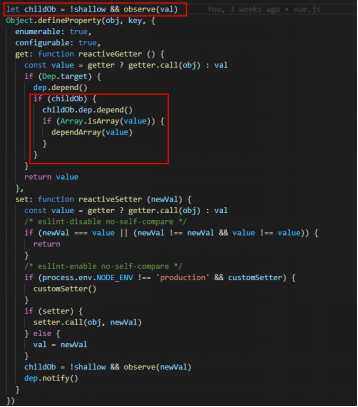 let childOb = !shallow && observe(val)    You, 3 weeks ago • vue.js
Object.defineProperty(obj, key, {
  enumerable: true,
  configurable: true,
  get: function reactiveGetter () {
    const value = getter ? getter.call(obj) : val
    if (Dep.target) {
      dep.depend()
      if (childOb) {
        childOb.dep.depend()
        if (Array.isArray(value)) {
          dependArray(value)
        }
      }
    }
    return value
  },
  set: function reactiveSetter (newVal) {
    const value = getter ? getter.call(obj) : val
    /* eslint-disable no-self-compare */
    if (newVal === value || (newVal !== newVal && value !== value)) {
      return
    }
    /* eslint-enable no-self-compare */
    if (process.env.NODE_ENV !== 'production' && customSetter) {
      customSetter()
    }
    if (setter) {
      setter.call(obj, newVal)
    } else {
      val = newVal
    }
    childOb = !shallow && observe(newVal)
    dep.notify()
  }
})